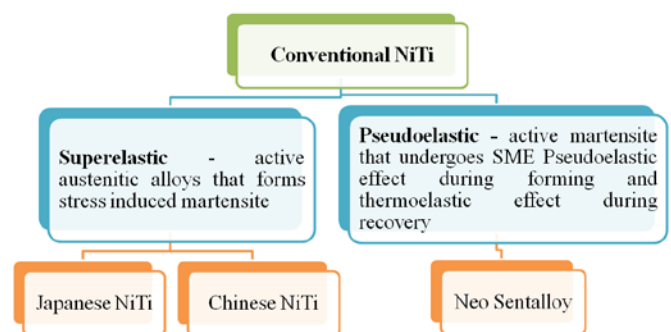 Conventional NiTi
Superelastic - active
austenitic alloys that forms
stress induced martensite
Pseudoelastic - active martensite
that undergoes SME Pseudoelastic
effect during forming and
thermoelastic effect during
recovery
Japanese NiTi
Chinese NiTi
Neo Sentalloy